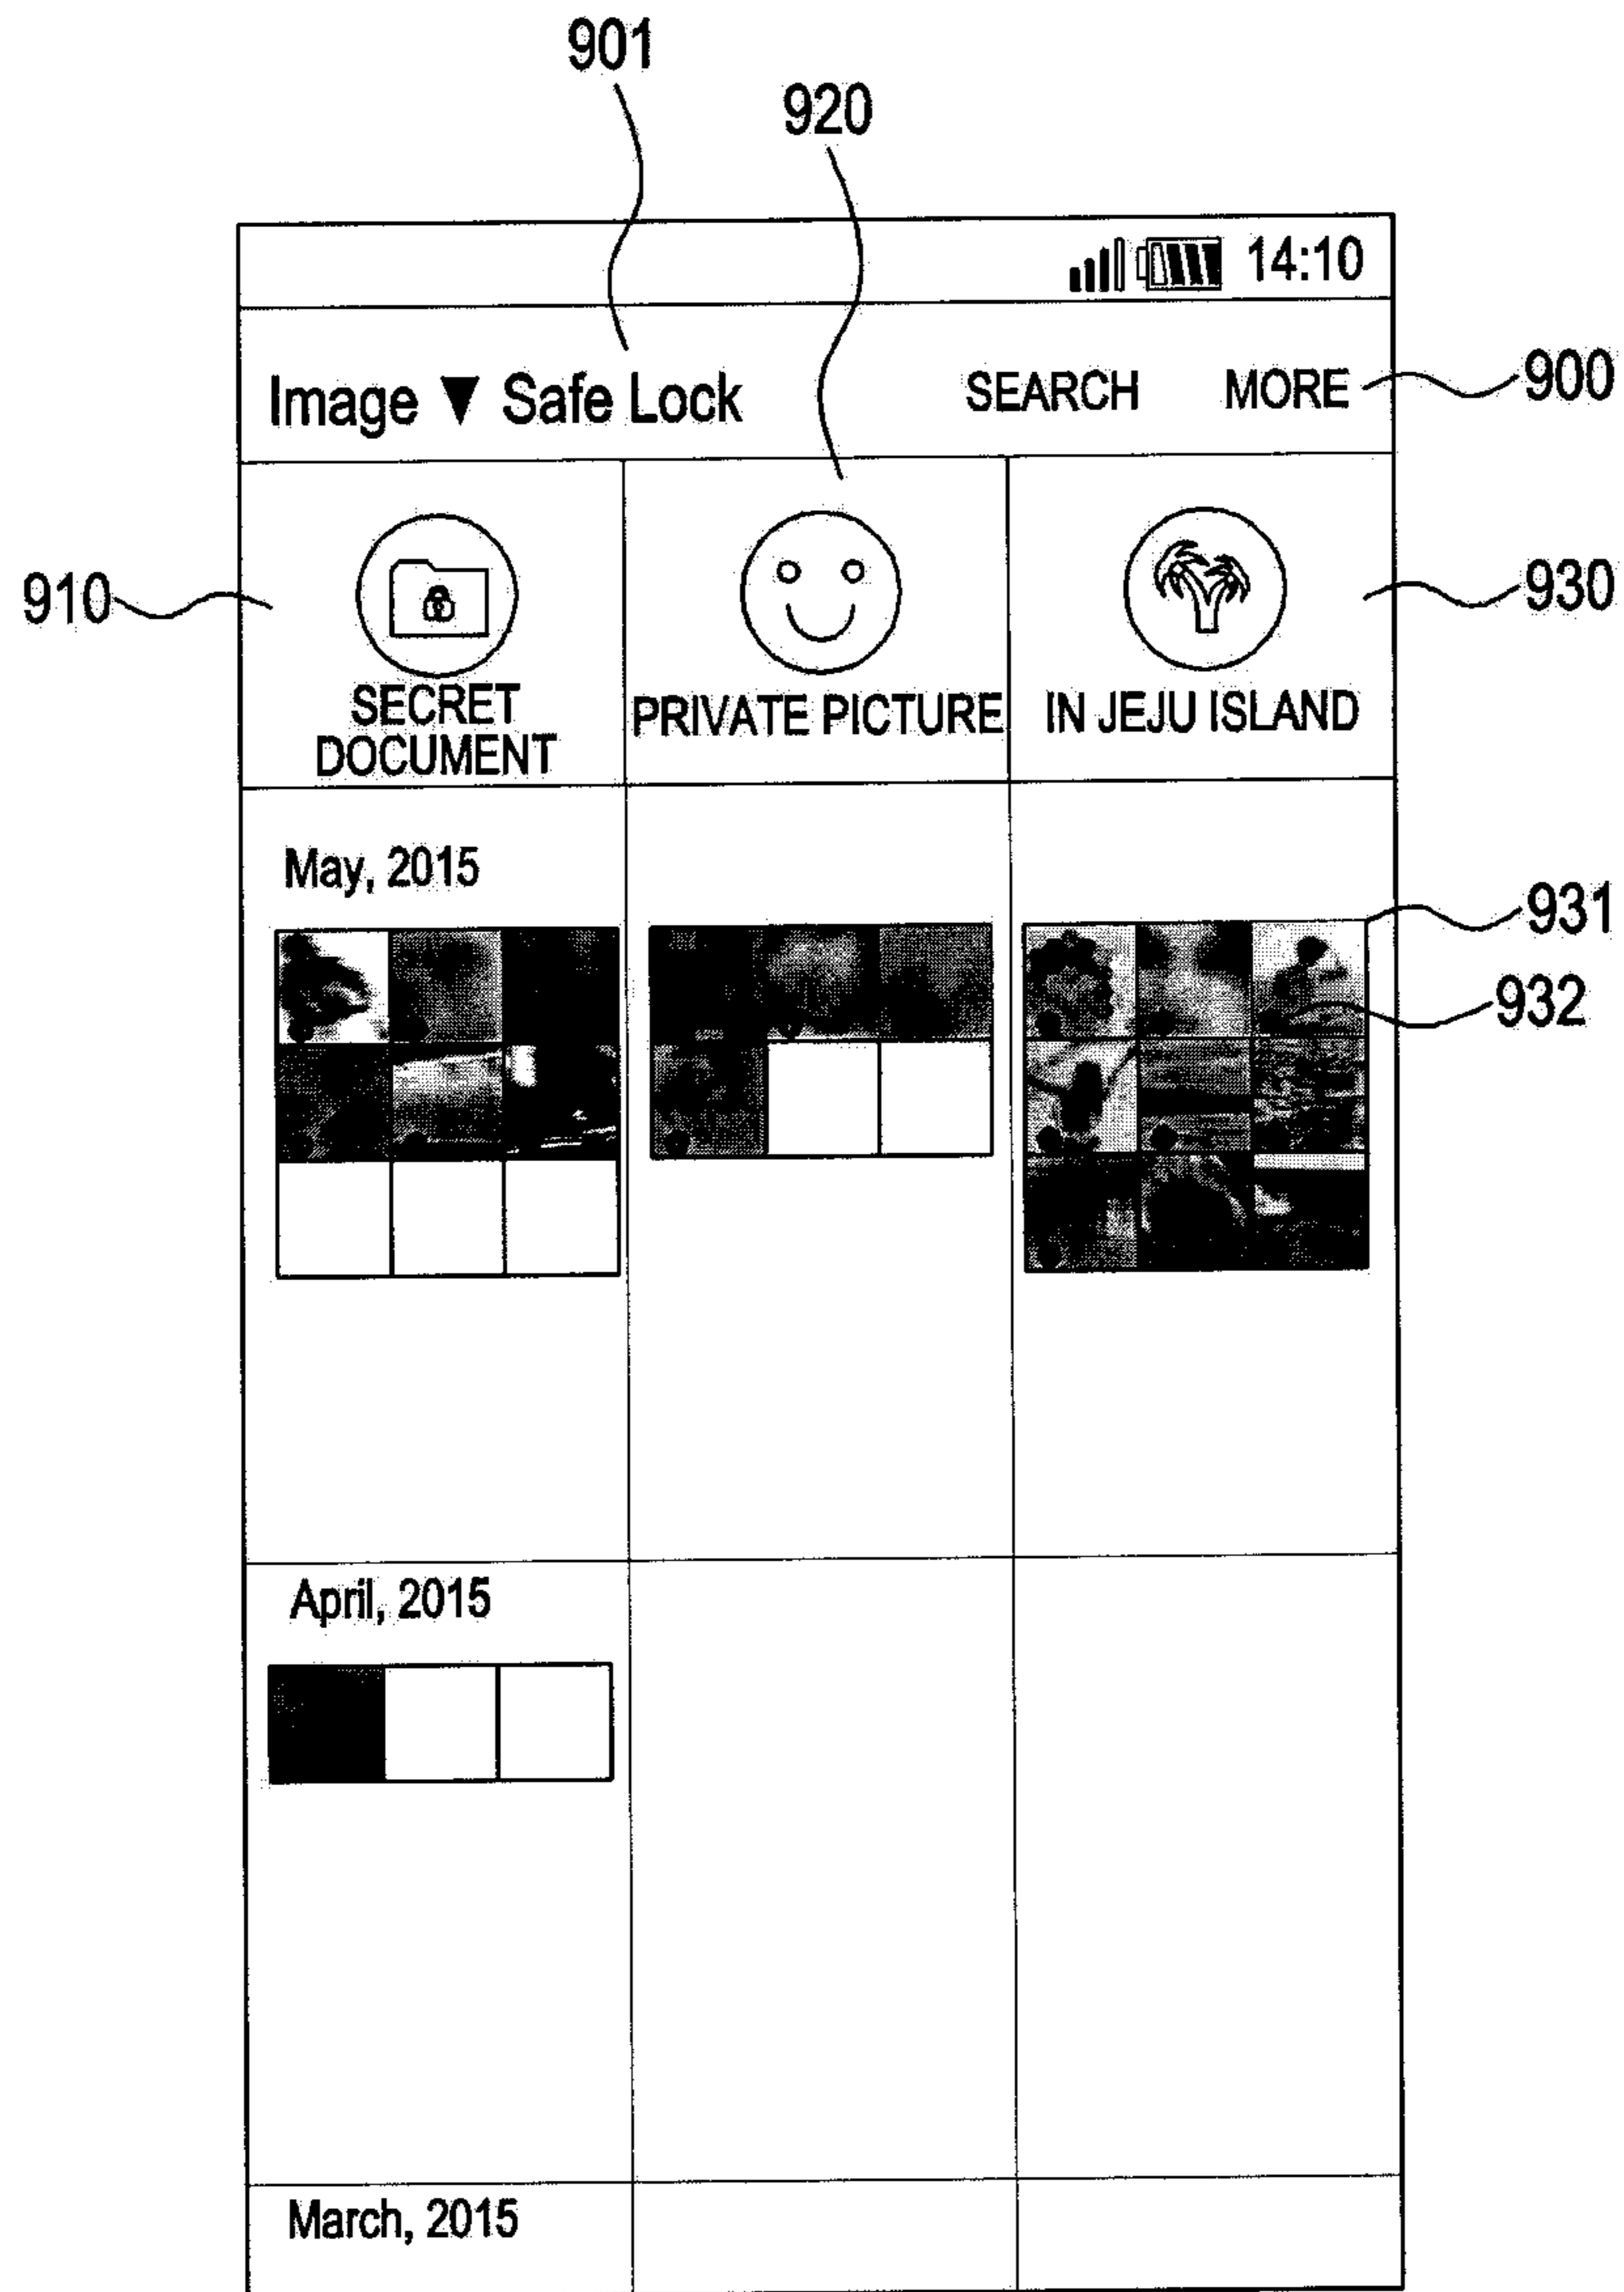 901
920
14:10
Image ▼ Safe Lock SEARCH MORE
900
910
930
SECRET
DOCUMENT
PRIVATE PICTURE
IN JEJU ISLAND
May, 2015
931
932
April, 2015
March, 2015